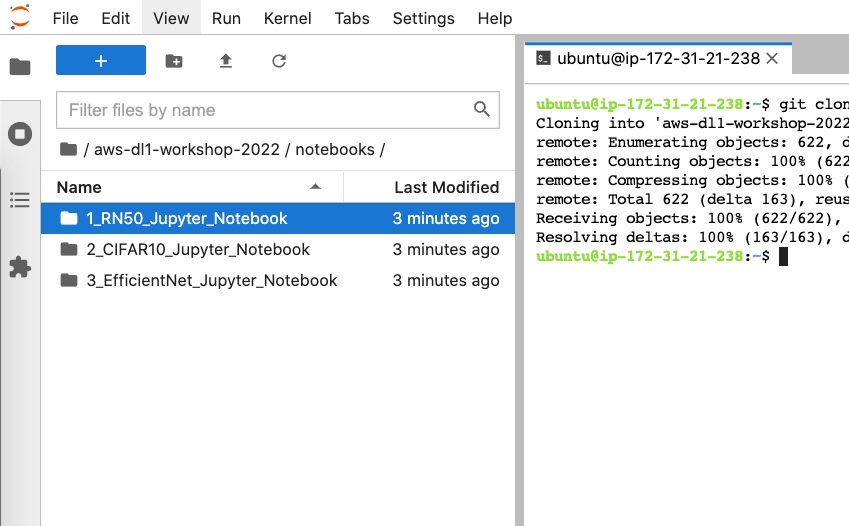 File Edit View Run Kernel Tabs Settings Help
Filter files by name
/ aws-dl1-workshop-2022 / notebooks /
Name Last Modified
1_RN50_Jupyter_Notebook 3 minutes ago
2_CIFAR10_Jupyter_Notebook 3 minutes ago
3_EfficientNet_Jupyter_Notebook 3 minutes ago
ubuntu@ip-172-31-21-238
ubuntu@ip-172-31-21-238:~$ git clon
Cloning into 'aws-dl1-workshop-2022
remote: Enumerating objects: 622, d
remote: Counting objects: 100% (622
remote: Compressing objects: 100% (
remote: Total 622 (delta 163), reus
Receiving objects: 100% (622/622),
Resolving deltas: 100% (163/163), d
ubuntu@ip-172-31-21-238:~$